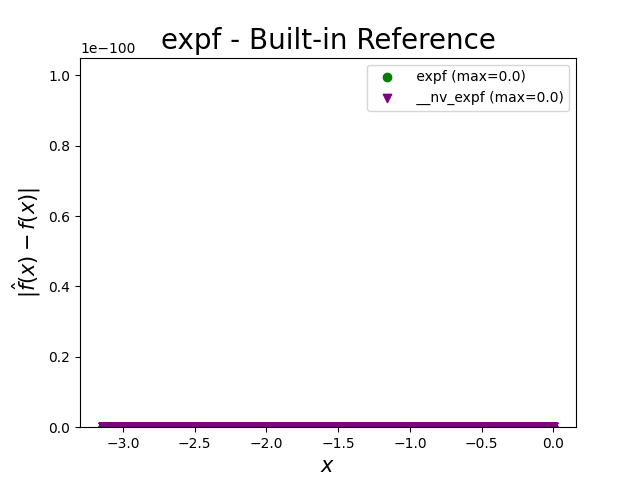 expf - Built-in Reference
1e−100
1.0
0.8
0.6
0.4
0.2
0.0
|f̂(x) − f(x)|
expf (max=0.0)
__nv_expf (max=0.0)
−3.0 −2.5 −2.0 −1.5 −1.0 −0.5 0.0
x